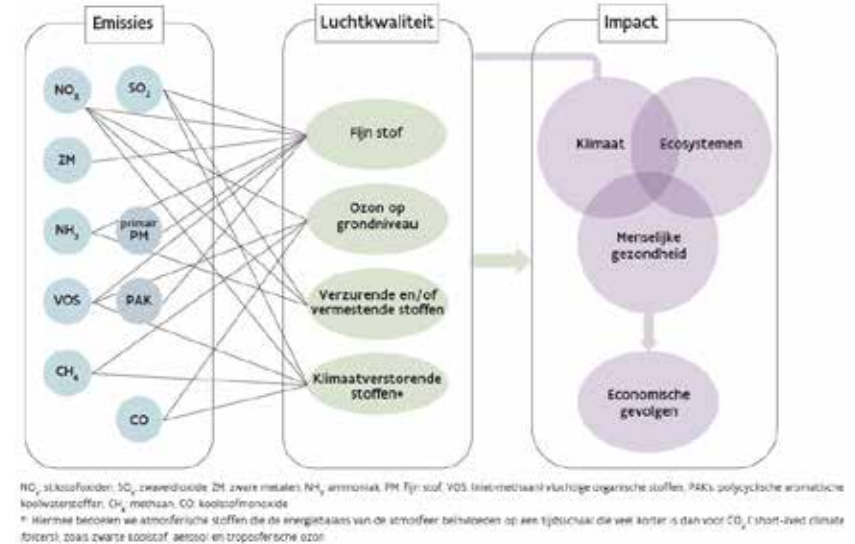 Emissies
Luchtkwaliteit
Impact
NOₓ
SO₂
ZM
NH₃
primair
PM
VOS
PAK
CH₄
CO
Fijn stof
Ozon op
grondniveau
Verzurende en/of
vermestende stoffen
Klimaatverstorende
stoffen*
Klimaat
Ecosystemen
Menselijke
gezondheid
Economische
gevolgen
NOₓ: stikstofoxiden, SO₂: zwaveldioxide ZM: zware metalen, NH₃: ammoniak, PM: fijn stof, VOS: (niet-methaan) vluchtige organische stoffen, PAK's: polycyclische aromatische
koolwaterstoffen, CH₄: methaan, CO: koolstofmonoxide
* Hiermee bedoelen we atmosferische stoffen die de energiebalans van de atmosfeer beïnvloeden op een tijdschaal die veel korter is dan voor CO₂ ('short-lived climate
forcers'), zoals zwarte koolstof, aerosol en troposferische ozon